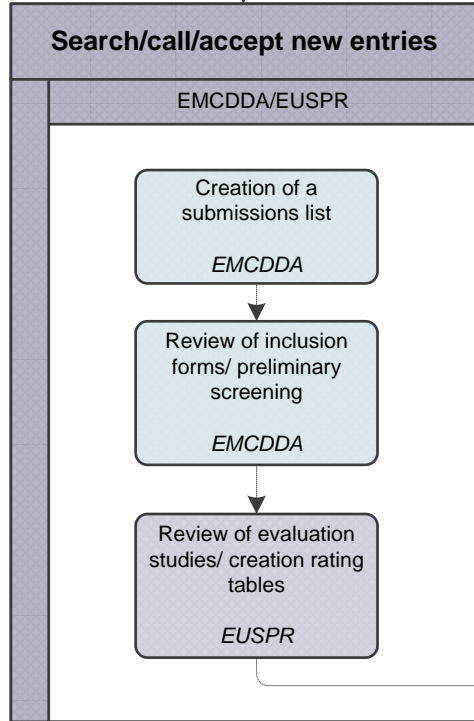 Search/call/accept new entries
EMCDDA/EUSPR
Creation of a
submissions list
EMCDDA
Review of inclusion
forms/ preliminary
screening
EMCDDA
Review of evaluation
studies/ creation rating
tables
EUSPR